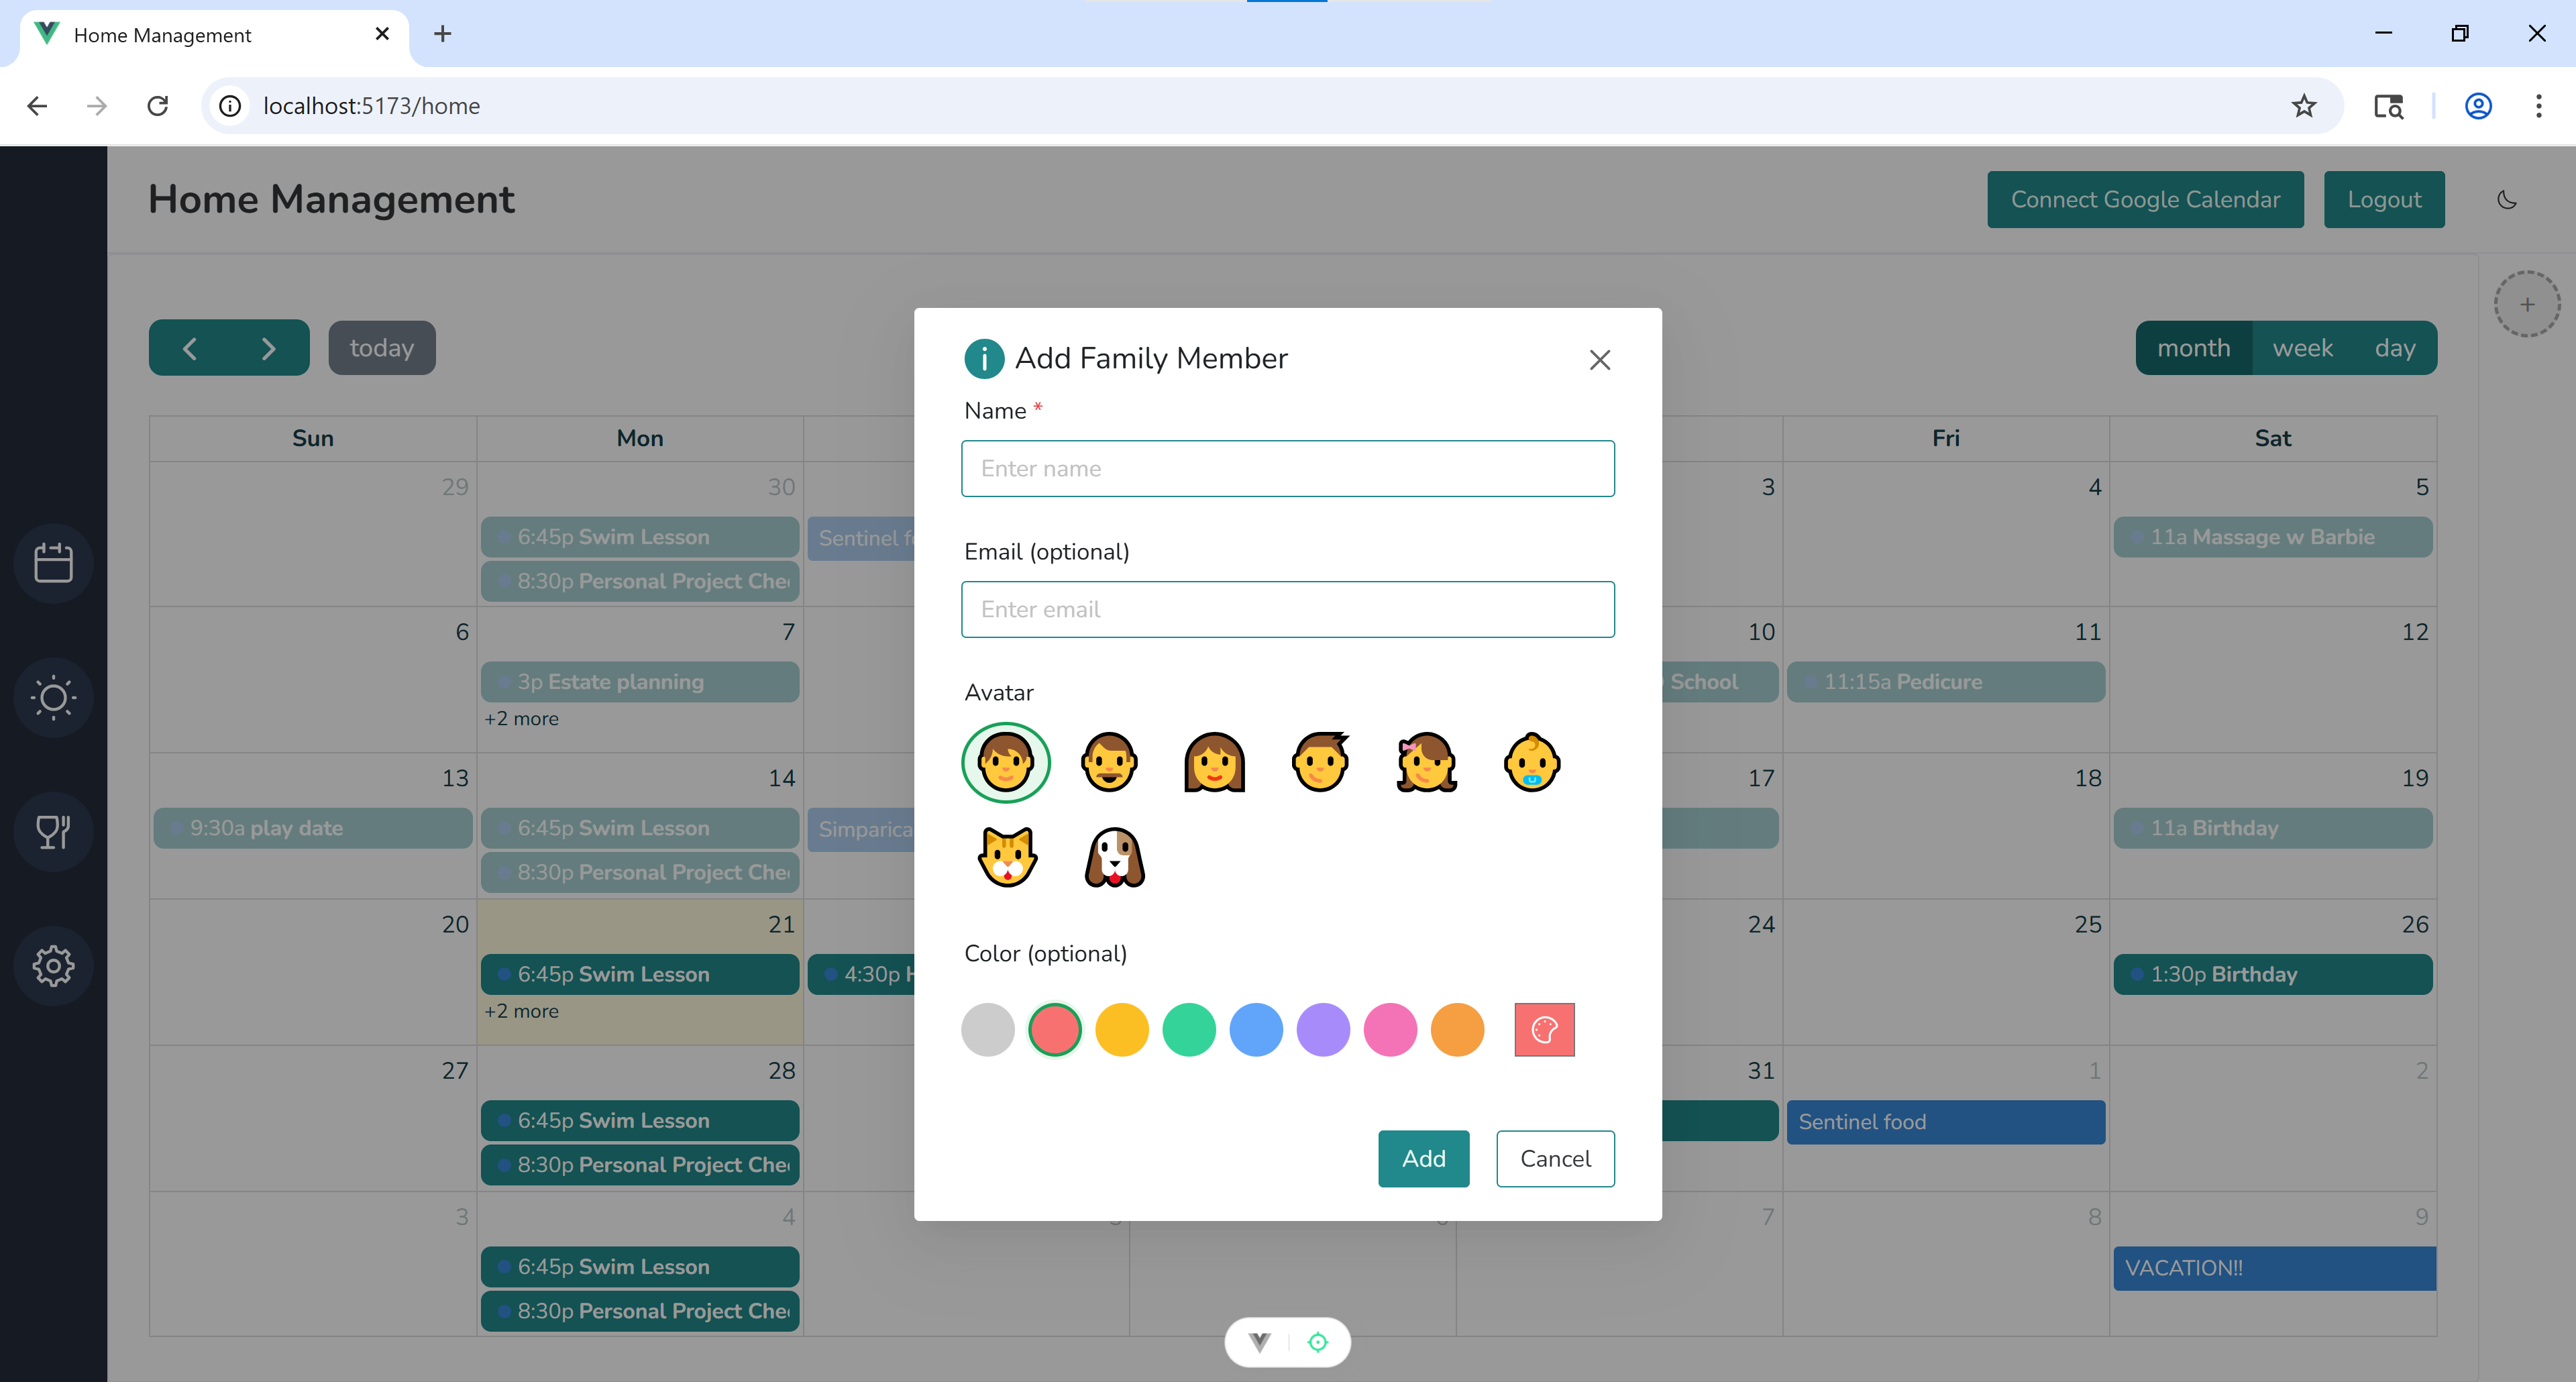 Home Management
localhost:5173/home
Home Management
Connect Google Calendar
Logout
today
month
week
day
+
Sun
Mon
Fri
Sat
29
30
3
4
5
6:45p Swim Lesson
Sentinel
11a Massage w Barbie
8:30p Personal Project
6
7
10
11
12
3p Estate planning
School
11:15a Pedicure
+2 more
13
14
17
18
19
9:30a play date
6:45p Swim Lesson
Simparica
11a Birthday
8:30p Personal Project
20
21
24
25
26
6:45p Swim Lesson
4:30p
1:30p Birthday
+2 more
27
28
31
1
2
6:45p Swim Lesson
Sentinel food
8:30p Personal Project
3
4
7
8
9
6:45p Swim Lesson
VACATION!!
8:30p Personal Project
Add Family Member
Name *
Enter name
Email (optional)
Enter email
Avatar
Color (optional)
Add
Cancel